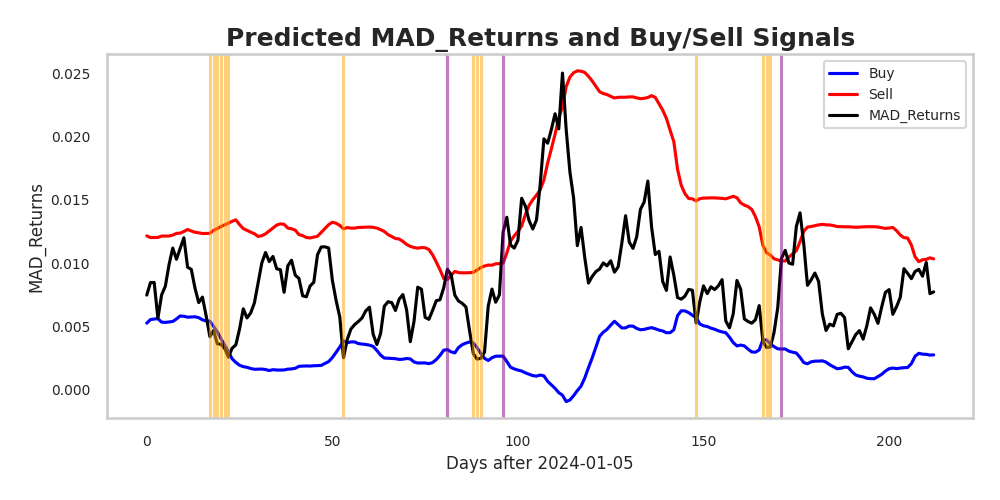 Predicted MAD_Returns and Buy/Sell Signals
MAD_Returns
0.025
0.020
0.015
0.010
0.005
0.000
Buy
Sell
MAD_Returns
0 50 100 150 200
Days after 2024-01-05